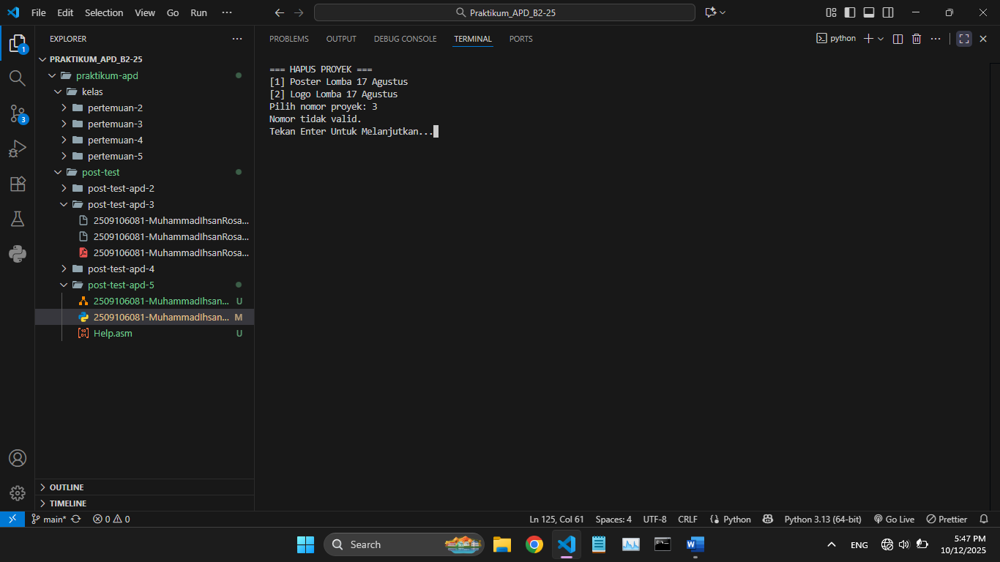 File Edit Selection View Go Run ···
Praktikum_APD_B2-25
EXPLORER ···
PRAKTIKUM_APD_B2-25
praktikum-apd
kelas
pertemuan-2
pertemuan-3
pertemuan-4
pertemuan-5
post-test
post-test-apd-2
post-test-apd-3
2509106081-MuhammadIhsanRosa...
2509106081-MuhammadIhsanRosa...
2509106081-MuhammadIhsanRosa...
post-test-apd-4
post-test-apd-5
2509106081-MuhammadIhsan... U
2509106081-MuhammadIhsan... M
Help.asm U
OUTLINE
TIMELINE
1
3
PROBLEMS OUTPUT DEBUG CONSOLE TERMINAL PORTS
python
=== HAPUS PROYEK ===
[1] Poster Lomba 17 Agustus
[2] Logo Lomba 17 Agustus
Pilih nomor proyek: 3
Nomor tidak valid.
Tekan Enter Untuk Melanjutkan...
main* 0 0 Ln 125, Col 61 Spaces: 4 UTF-8 CRLF Python Python 3.13 (64-bit) Go Live Prettier
Search
ENG
5:47 PM
10/12/2025